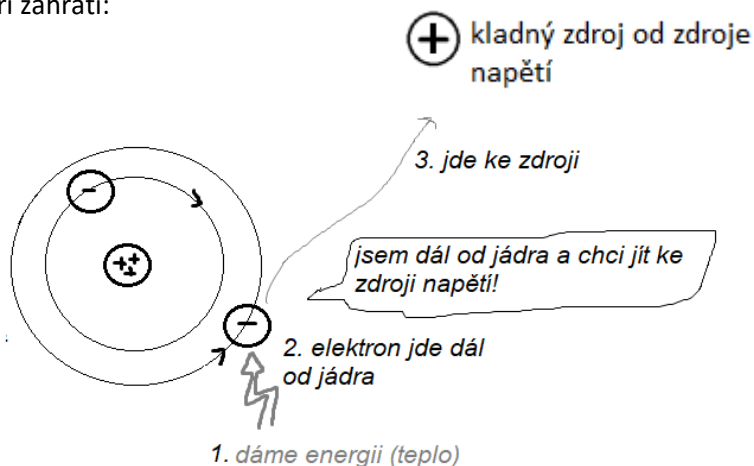 ři zahřátí:
+ kladný zdroj od zdroje
napětí
3. jde ke zdroji
jsem dál od jádra a chci jít ke
zdroji napětí!
-
+++
-
2. elektron jde dál
od jádra
1. dáme energii (teplo)